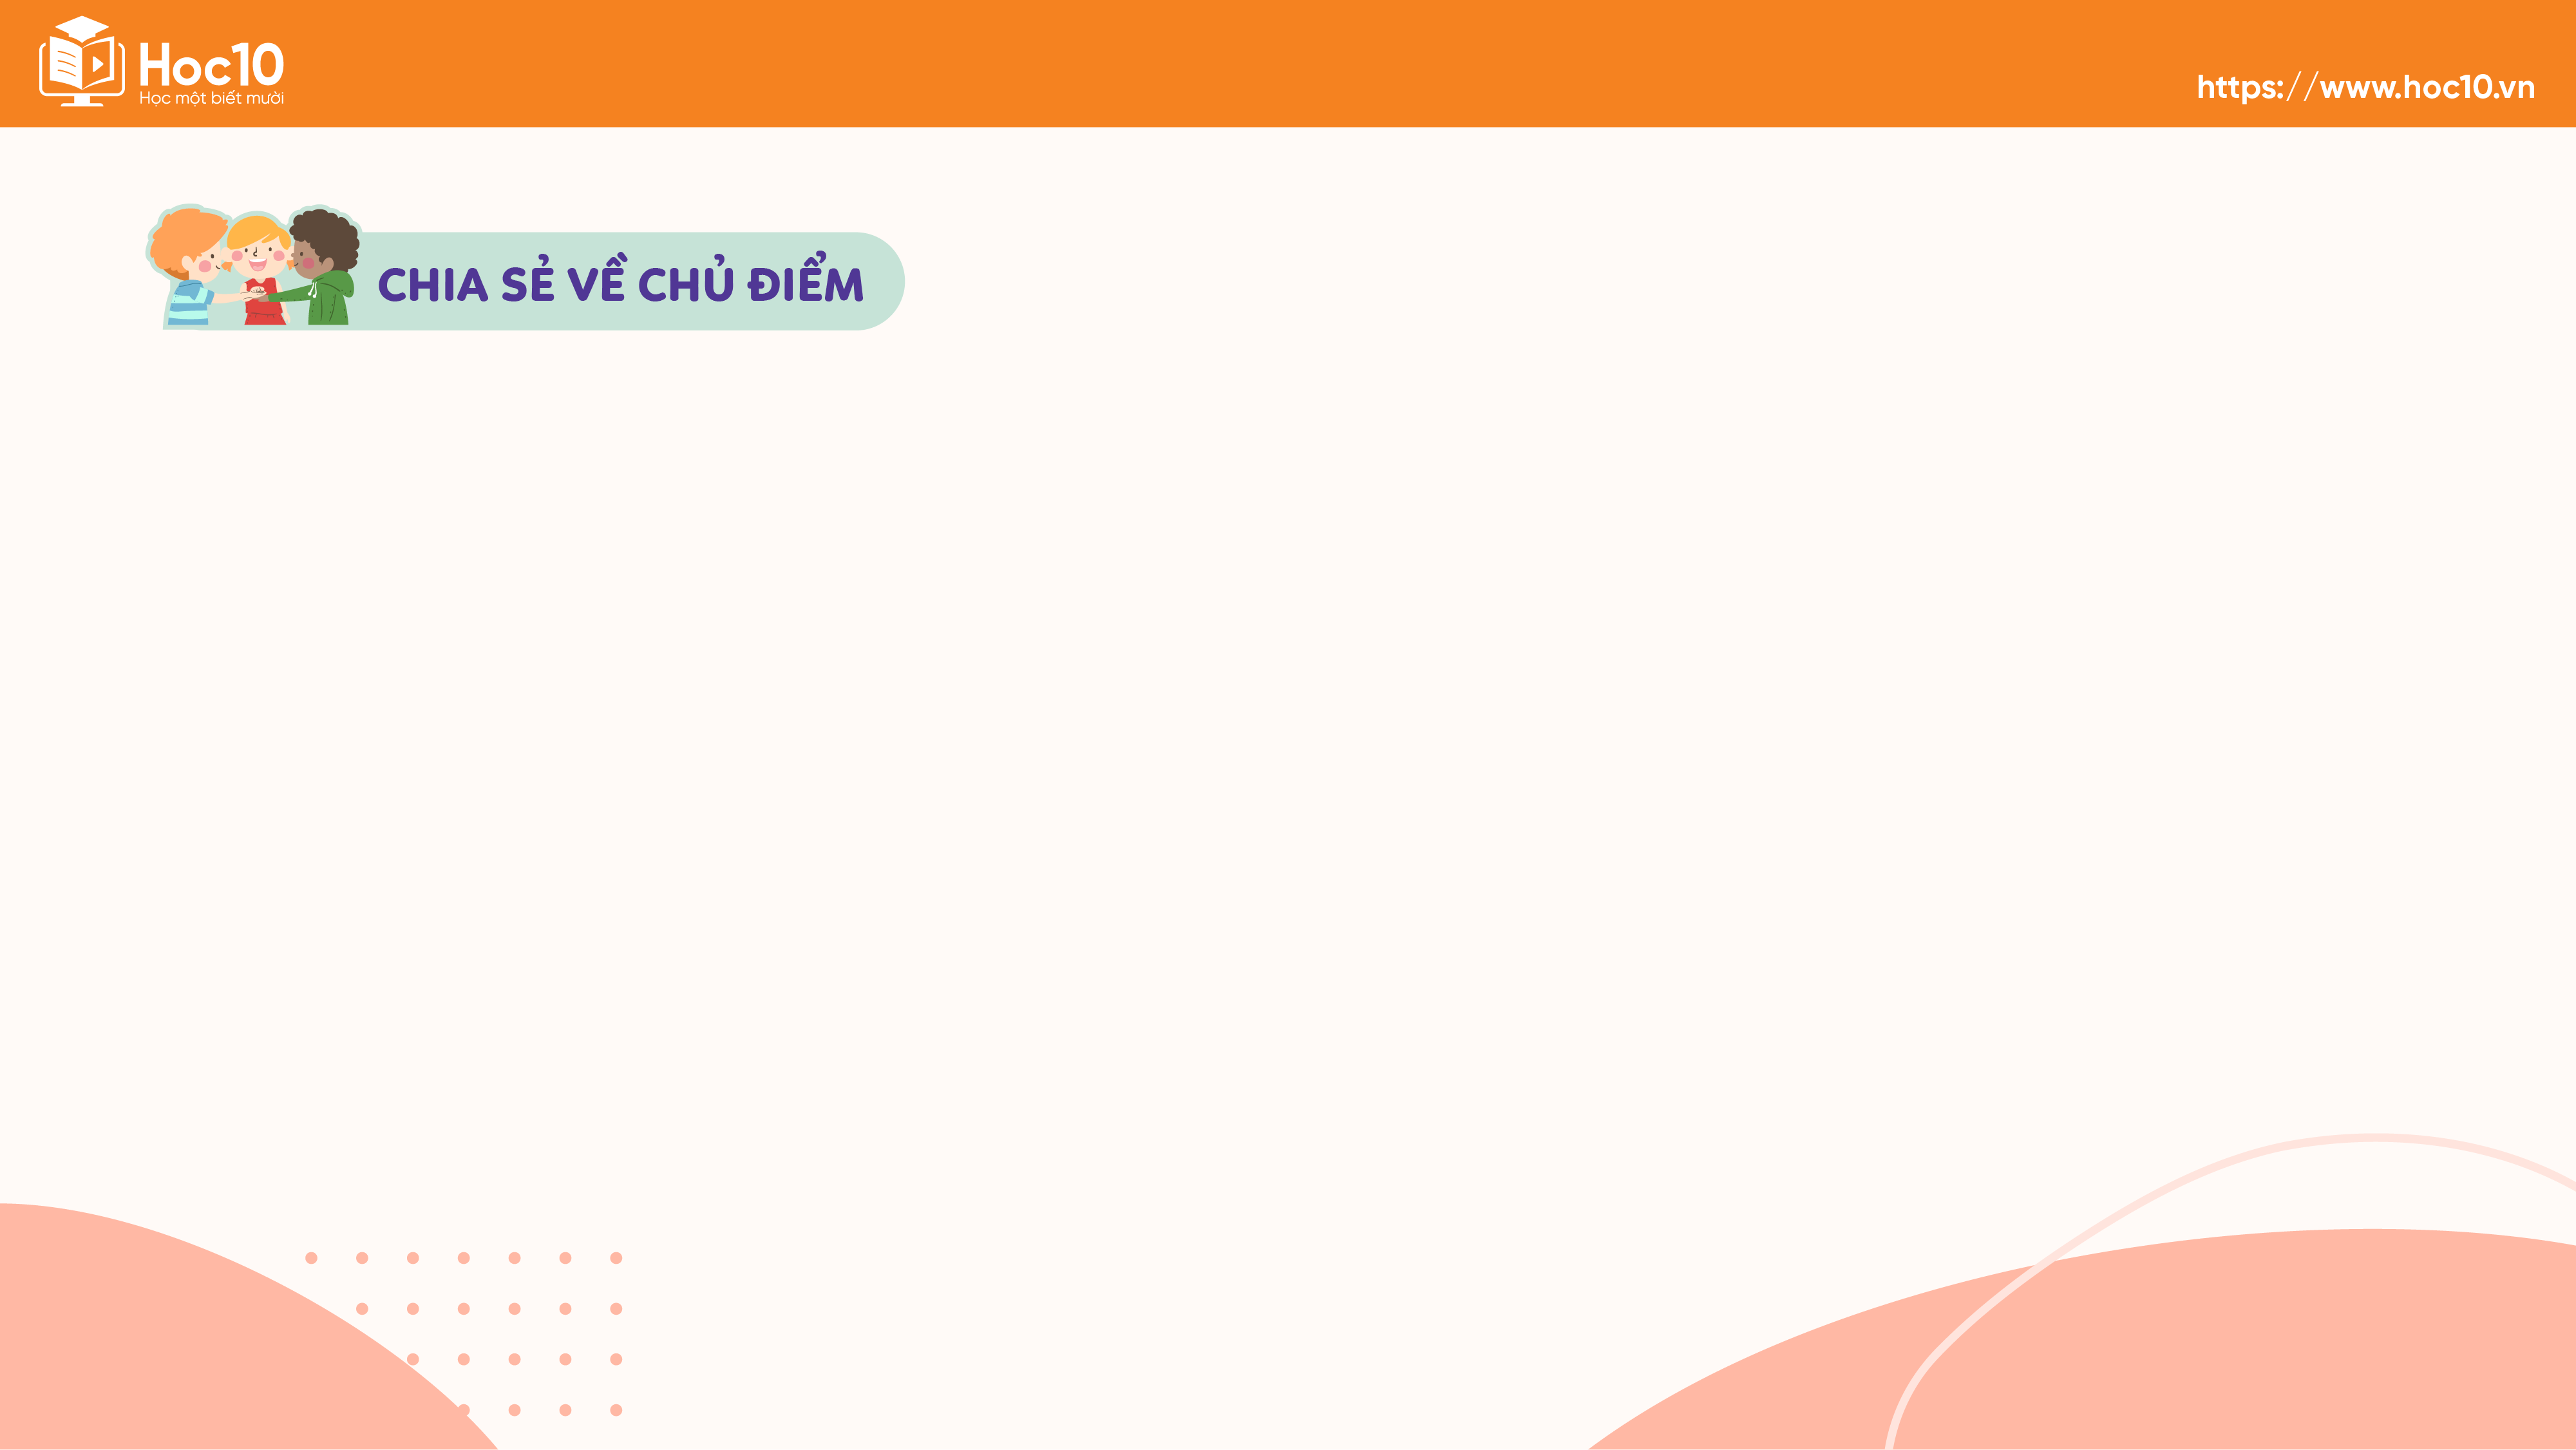 Hoc10
Học một biết mười
https://www.hoc10.vn
CHIA SẺ VỀ CHỦ ĐIỂM